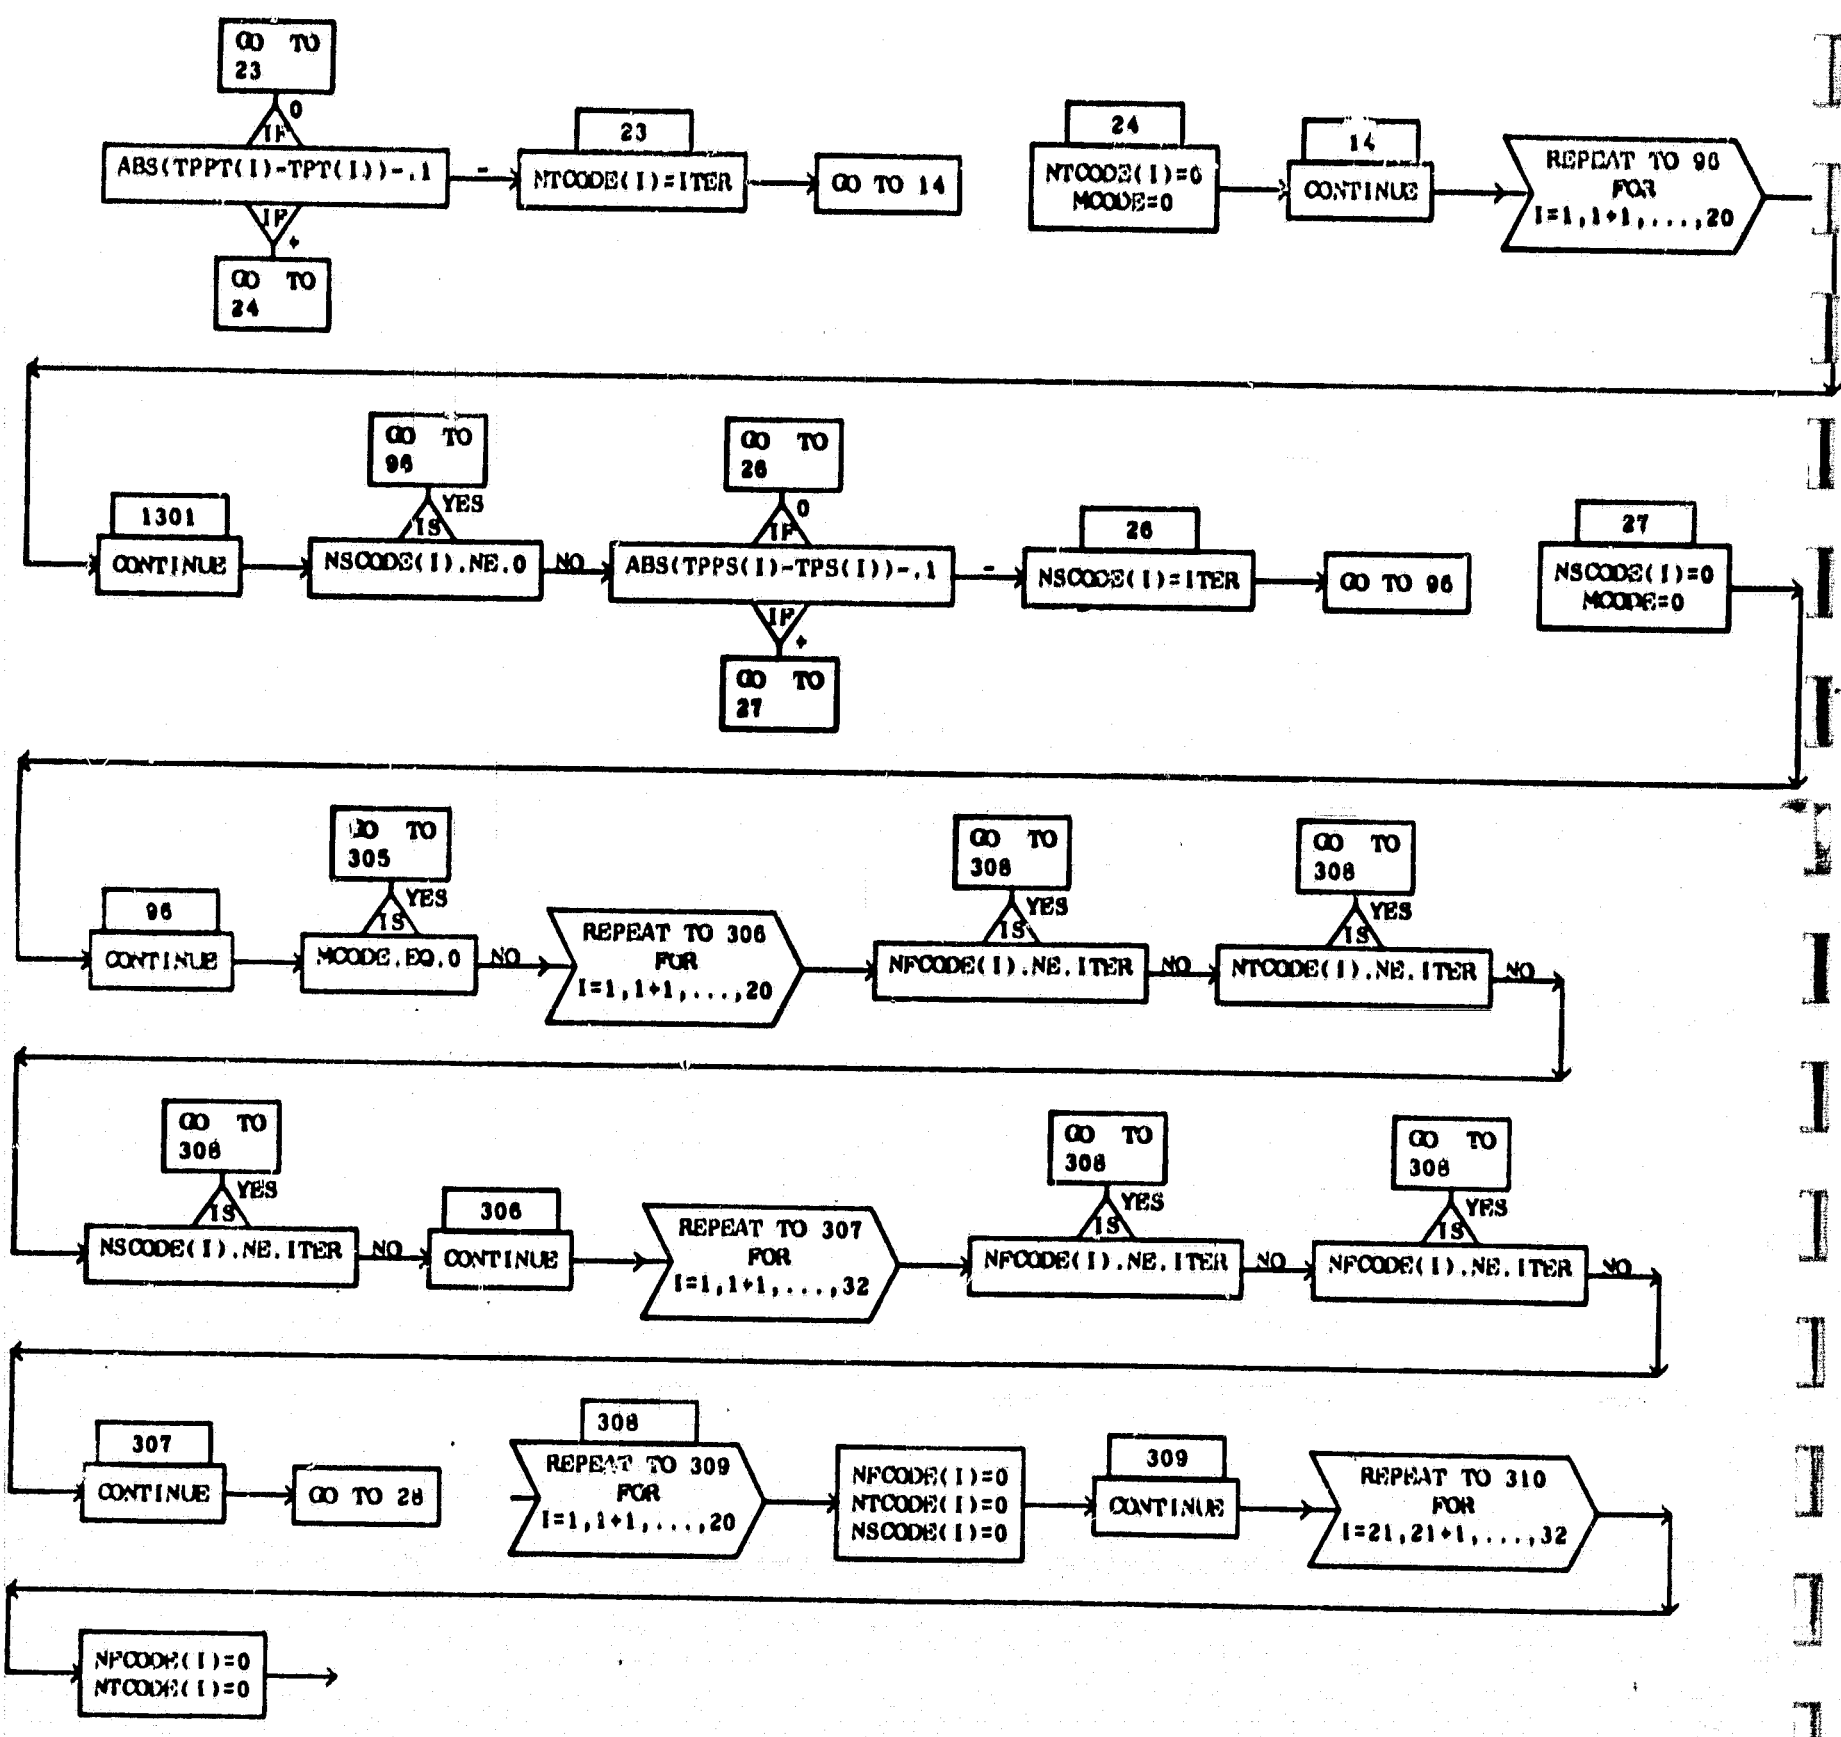 GO TO
23
0
IF
ABS(TPPT(I)-TPT(I))-.1
-
IF
+
GO TO
24
23
NTCODE(I)=ITER
GO TO 14
24
NTCODE(I)=0
MCODE=0
14
CONTINUE
REPEAT TO 96
FOR
I=1,1+1,...,20
1301
CONTINUE
GO TO
96
YES
IS
NSCODE(I).NE.0
NO
GO TO
26
0
IF
ABS(TPPS(I)-TPS(I))-.1
-
IF
+
GO TO
27
26
NSCODE(I)=ITER
GO TO 96
27
NSCODE(I)=0
MCODE=0
96
CONTINUE
GO TO
305
YES
IS
MCODE.EQ.0
NO
REPEAT TO 306
FOR
I=1,1+1,...,20
GO TO
308
YES
IS
NFCODE(I).NE.ITER
NO
GO TO
308
YES
IS
NTCODE(I).NE.ITER
NO
GO TO
308
YES
IS
NSCODE(I).NE.ITER
NO
306
CONTINUE
REPEAT TO 307
FOR
I=1,1+1,...,32
GO TO
308
YES
IS
NFCODE(I).NE.ITER
NO
GO TO
308
YES
IS
NFCODE(I).NE.ITER
NO
307
CONTINUE
GO TO 28
308
REPEAT TO 309
FOR
I=1,1+1,...,20
NFCODE(I)=0
NTCODE(I)=0
NSCODE(I)=0
309
CONTINUE
REPEAT TO 310
FOR
I=21,21+1,...,32
NFCODE(I)=0
NTCODE(I)=0